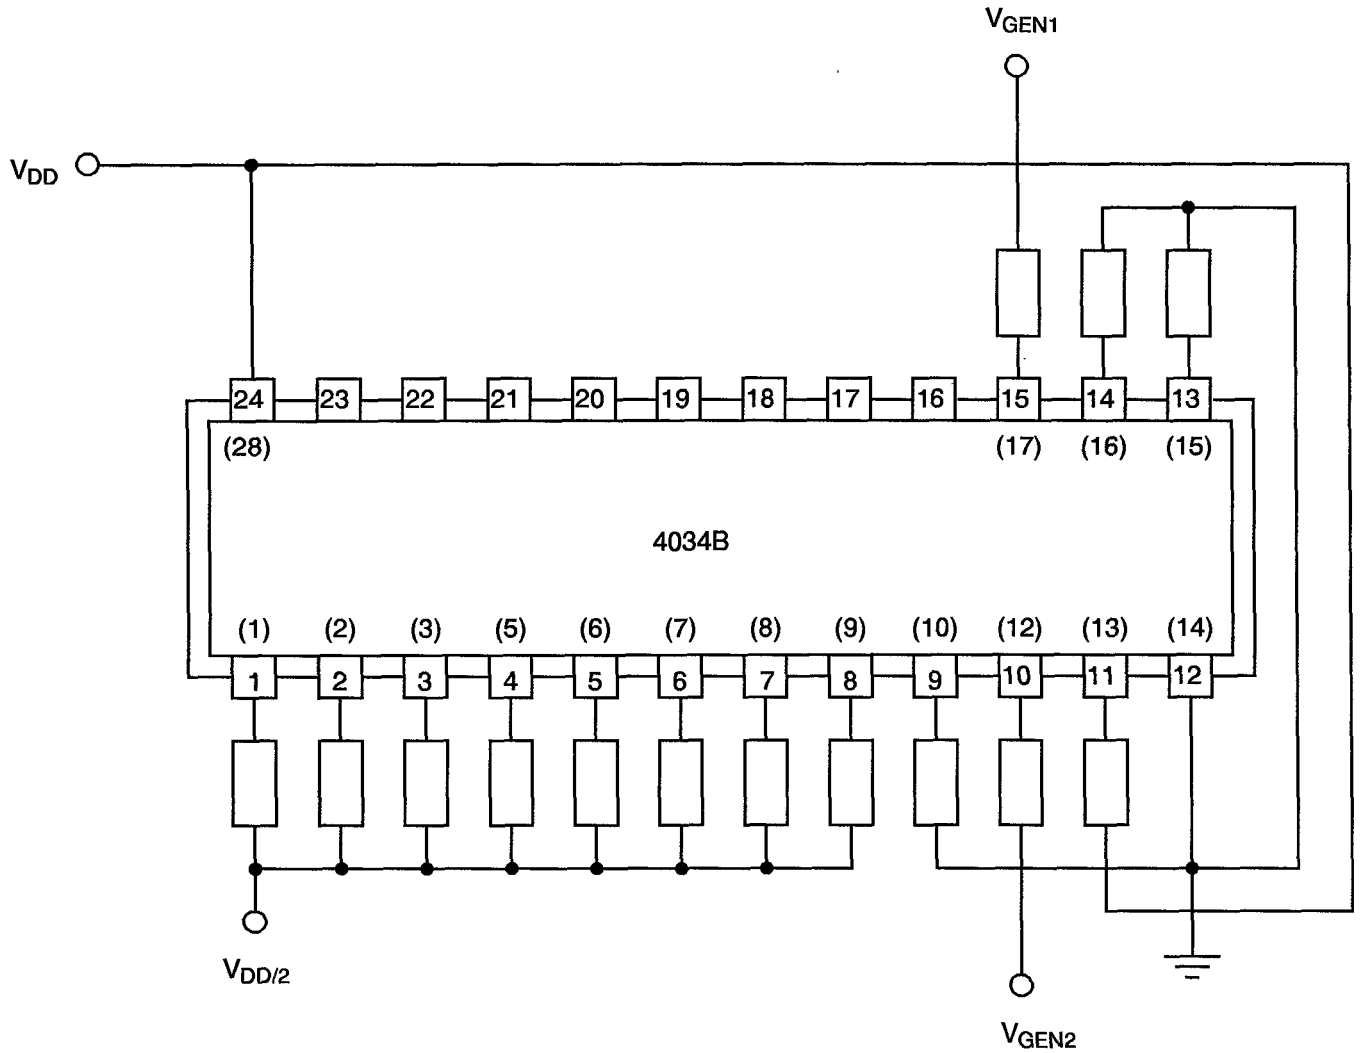 VGEN1
VDD
24 23 22 21 20 19 18 17 16 15 14 13
(28) (17) (16) (15)
4034B
(1) (2) (3) (5) (6) (7) (8) (9) (10) (12) (13) (14)
1 2 3 4 5 6 7 8 9 10 11 12
VDD/2
VGEN2